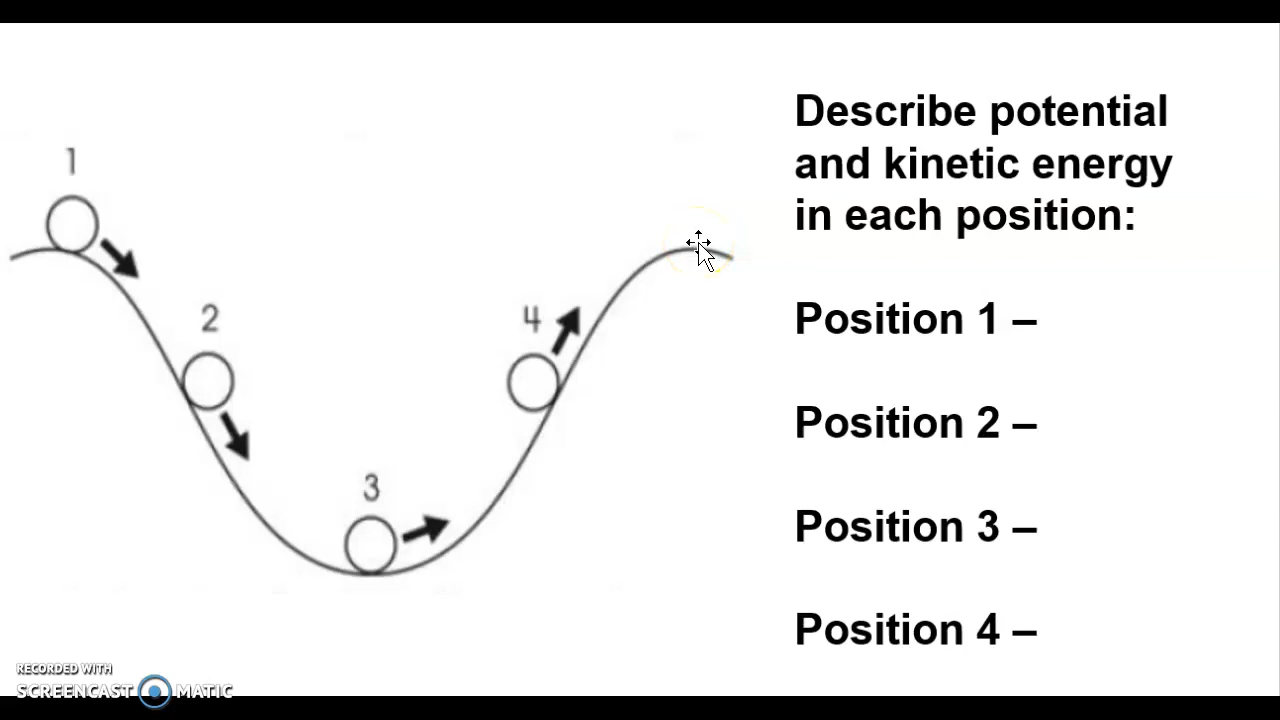 Describe potential
and kinetic energy
in each position:
1
2
3
4
Position 1 –
Position 2 –
Position 3 –
Position 4 –
RECORDED WITH
SCREENCAST MATIC